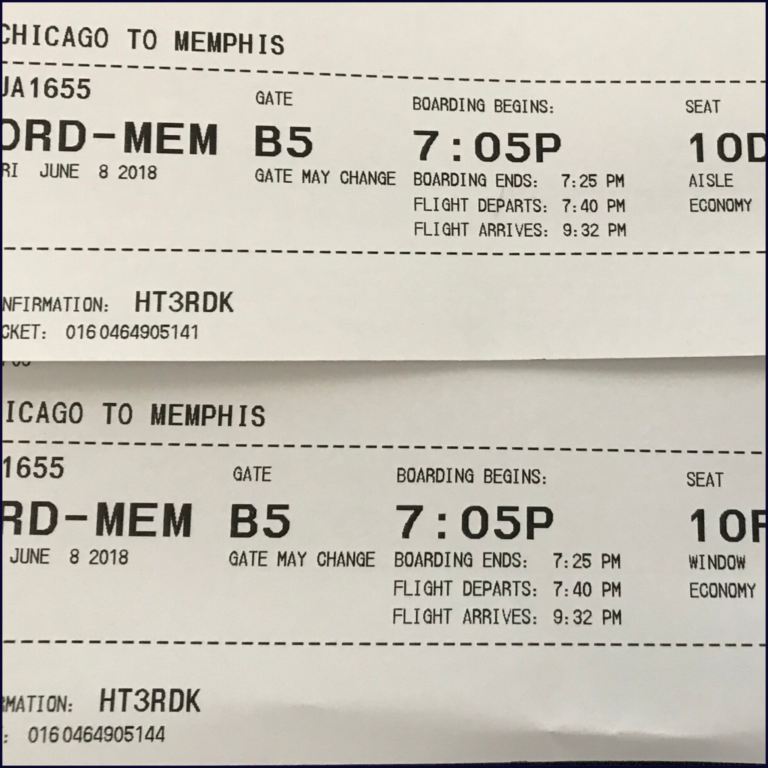 CHICAGO TO MEMPHIS
UA1655
GATE
BOARDING BEGINS:
SEAT
ORD-MEM
B5
7:05P
10D
RI JUNE 8 2018
GATE MAY CHANGE
BOARDING ENDS: 7:25 PM
AISLE
FLIGHT DEPARTS: 7:40 PM
ECONOMY
FLIGHT ARRIVES: 9:32 PM
NFIRMATION: HT3RDK
CKET: 0160464905141
ICAGO TO MEMPHIS
1655
GATE
BOARDING BEGINS:
SEAT
RD-MEM
B5
7:05P
10F
JUNE 8 2018
GATE MAY CHANGE
BOARDING ENDS: 7:25 PM
WINDOW
FLIGHT DEPARTS: 7:40 PM
ECONOMY
FLIGHT ARRIVES: 9:32 PM
RMATION: HT3RDK
: 0160464905144